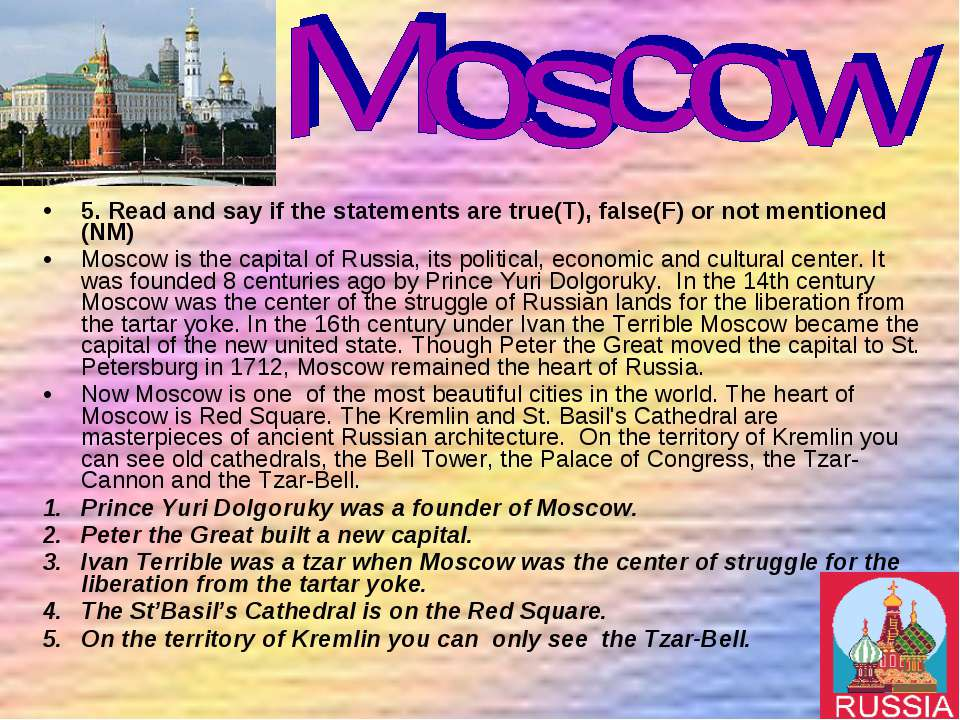 Moscow
• 5. Read and say if the statements are true(T), false(F) or not mentioned
(NM)
• Moscow is the capital of Russia, its political, economic and cultural center. It
was founded 8 centuries ago by Prince Yuri Dolgoruky. In the 14th century
Moscow was the center of the struggle of Russian lands for the liberation from
the tartar yoke. In the 16th century under Ivan the Terrible Moscow became the
capital of the new united state. Though Peter the Great moved the capital to St.
Petersburg in 1712, Moscow remained the heart of Russia.
• Now Moscow is one of the most beautiful cities in the world. The heart of
Moscow is Red Square. The Kremlin and St. Basil's Cathedral are
masterpieces of ancient Russian architecture. On the territory of Kremlin you
can see old cathedrals, the Bell Tower, the Palace of Congress, the Tzar-
Cannon and the Tzar-Bell.
1. Prince Yuri Dolgoruky was a founder of Moscow.
2. Peter the Great built a new capital.
3. Ivan Terrible was a tzar when Moscow was the center of struggle for the
liberation from the tartar yoke.
4. The St’Basil’s Cathedral is on the Red Square.
5. On the territory of Kremlin you can only see the Tzar-Bell.
RUSSIA